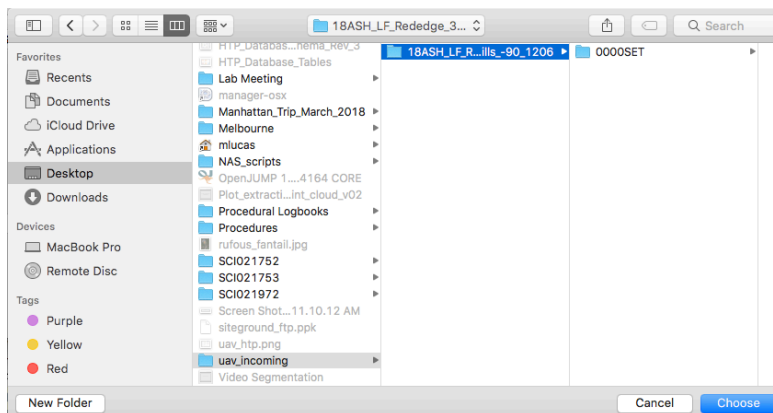 18ASH_LF_Rededge_3...
Search
Favorites
Recents
Documents
iCloud Drive
Applications
Desktop
Downloads
Devices
MacBook Pro
Remote Disc
Tags
Purple
Yellow
Red
HTP_Databas...hema_Rev_3
HTP_Database_Tables
Lab Meeting
manager-osx
Manhattan_Trip_March_2018
Melbourne
mlucas
NAS_scripts
OpenJUMP 1....4164 CORE
Plot_extracti...int_cloud_v02
Procedural Logbooks
Procedures
rufous_fantail.jpg
SCI021752
SCI021753
SCI021972
Screen Shot...11.10.12 AM
siteground_ftp.ppk
uav_htp.png
uav_incoming
Video Segmentation
18ASH_LF_R...ills_-90_1206
0000SET
New Folder
Cancel
Choose